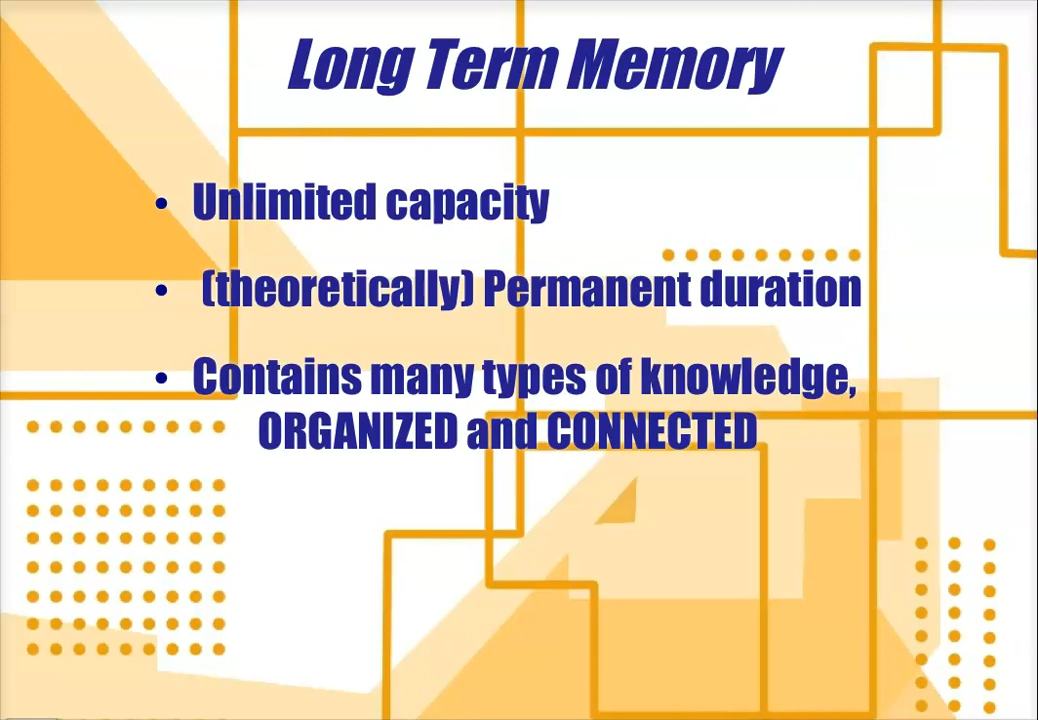 Long Term Memory
• Unlimited capacity
• (theoretically) Permanent duration
• Contains many types of knowledge,
ORGANIZED and CONNECTED